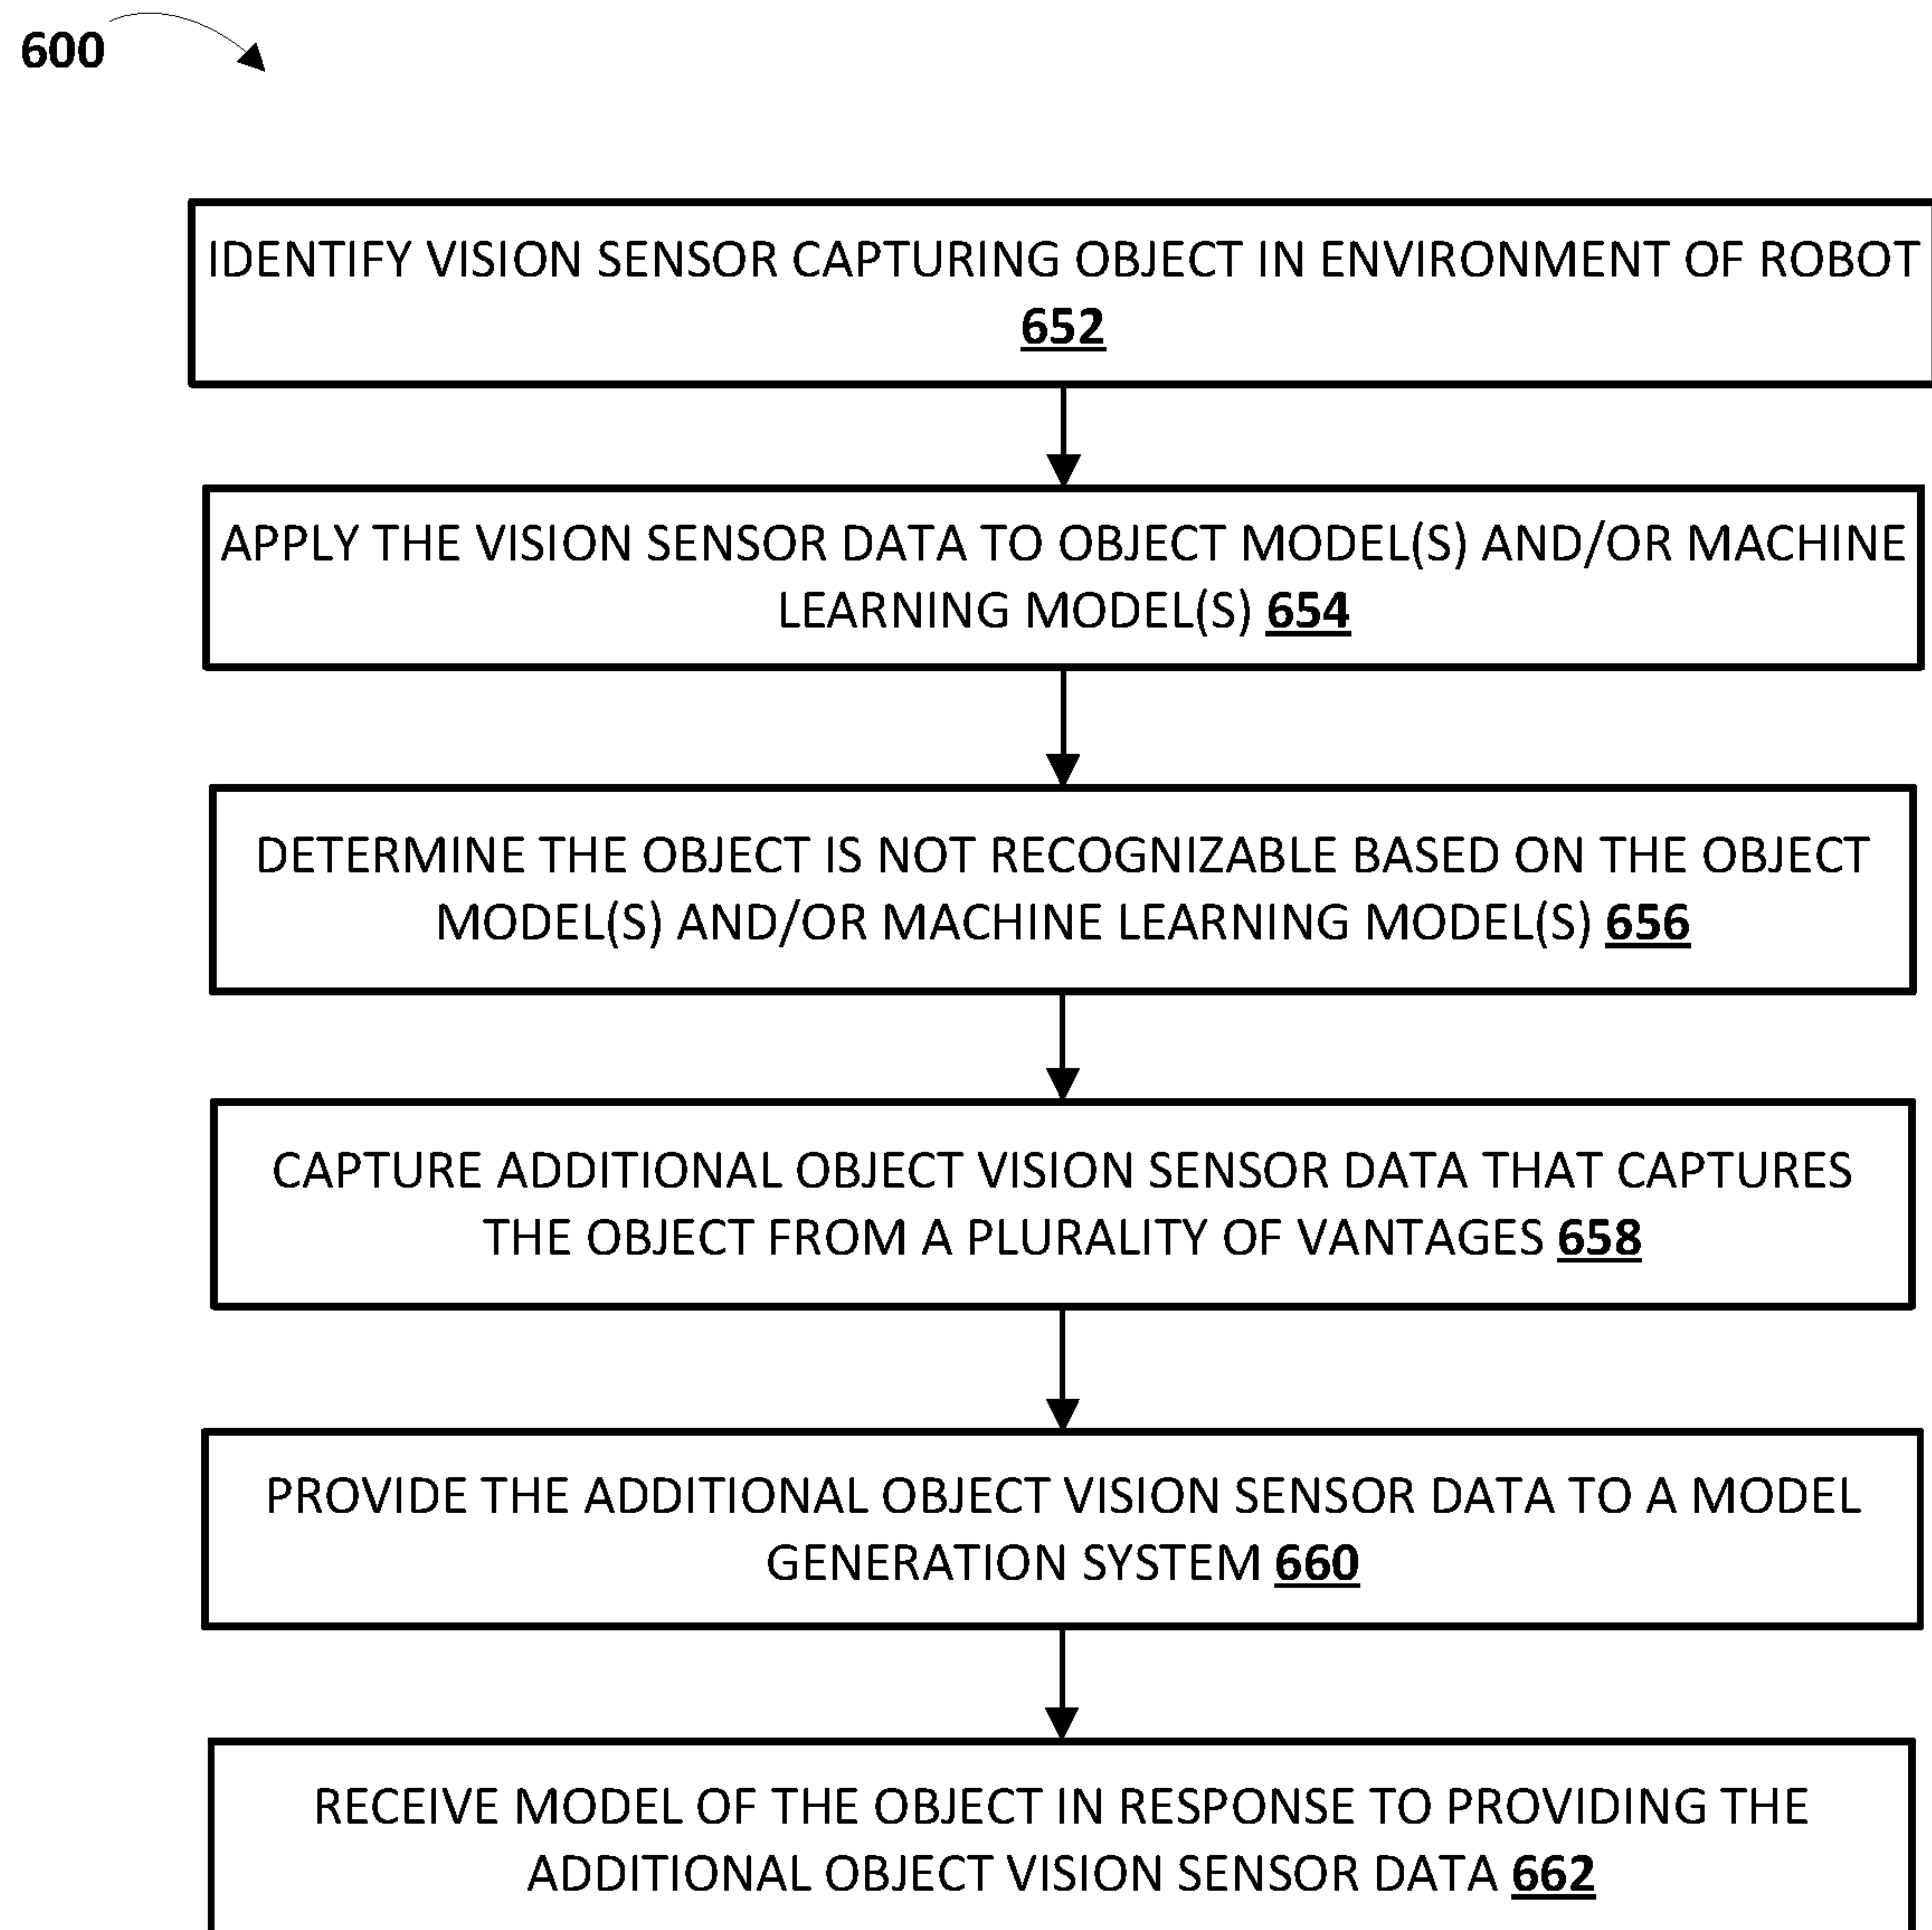 600
IDENTIFY VISION SENSOR CAPTURING OBJECT IN ENVIRONMENT OF ROBOT
652
APPLY THE VISION SENSOR DATA TO OBJECT MODEL(S) AND/OR MACHINE
LEARNING MODEL(S) 654
DETERMINE THE OBJECT IS NOT RECOGNIZABLE BASED ON THE OBJECT
MODEL(S) AND/OR MACHINE LEARNING MODEL(S) 656
CAPTURE ADDITIONAL OBJECT VISION SENSOR DATA THAT CAPTURES
THE OBJECT FROM A PLURALITY OF VANTAGES 658
PROVIDE THE ADDITIONAL OBJECT VISION SENSOR DATA TO A MODEL
GENERATION SYSTEM 660
RECEIVE MODEL OF THE OBJECT IN RESPONSE TO PROVIDING THE
ADDITIONAL OBJECT VISION SENSOR DATA 662